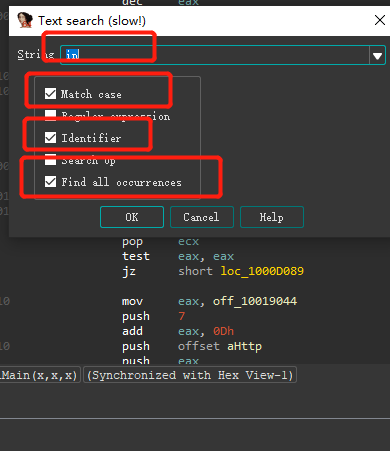 dec eax
Text search (slow!)
String in
Match case
Regular expression
Identifier
Search Up
Find all occurrences
OK Cancel Help
pop ecx
test eax, eax
jz short loc_1000D089
mov eax, off_10019044
push 7
add eax, 0Dh
push offset aHttp
push eax
lMain(x,x,x) (Synchronized with Hex View-1)